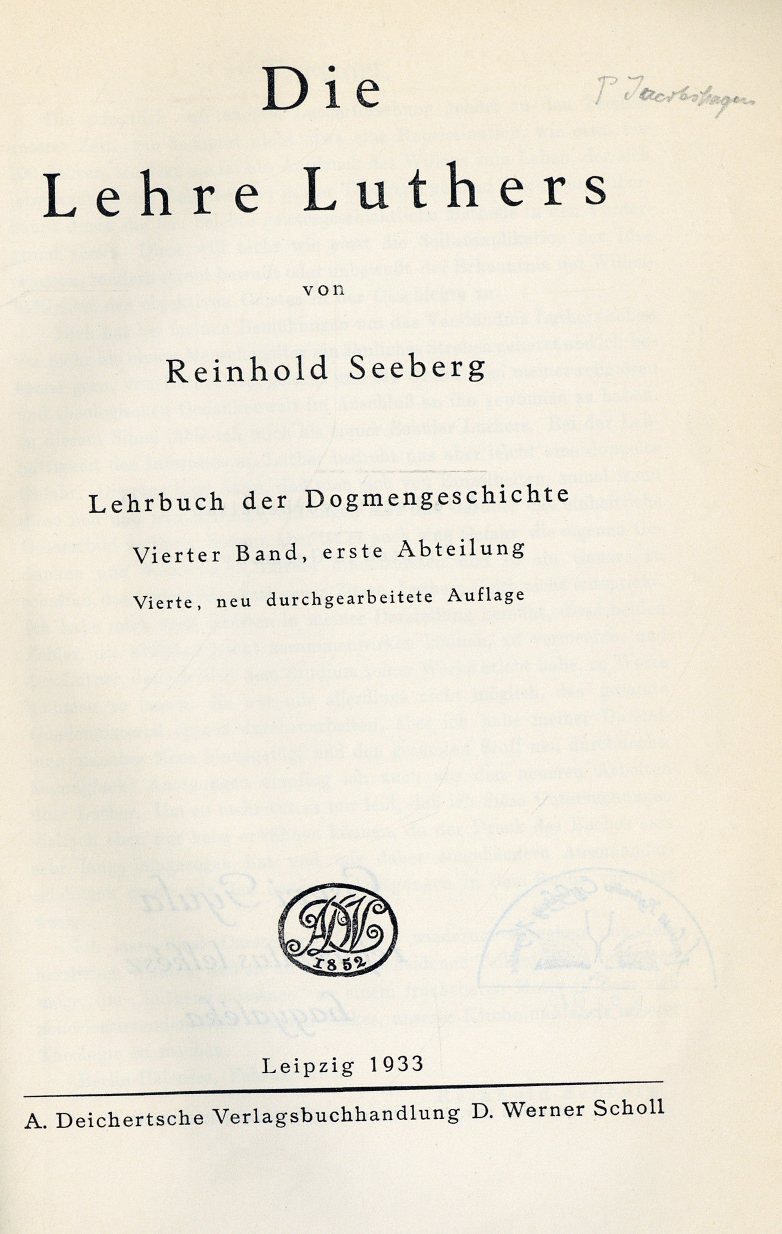 Die
Lehre Luthers
von
Reinhold Seeberg
Lehrbuch der Dogmengeschichte
Vierter Band, erste Abteilung
Vierte, neu durchgearbeitete Auflage
ADV
1852
Leipzig 1933
A. Deichertsche Verlagsbuchhandlung D. Werner Scholl